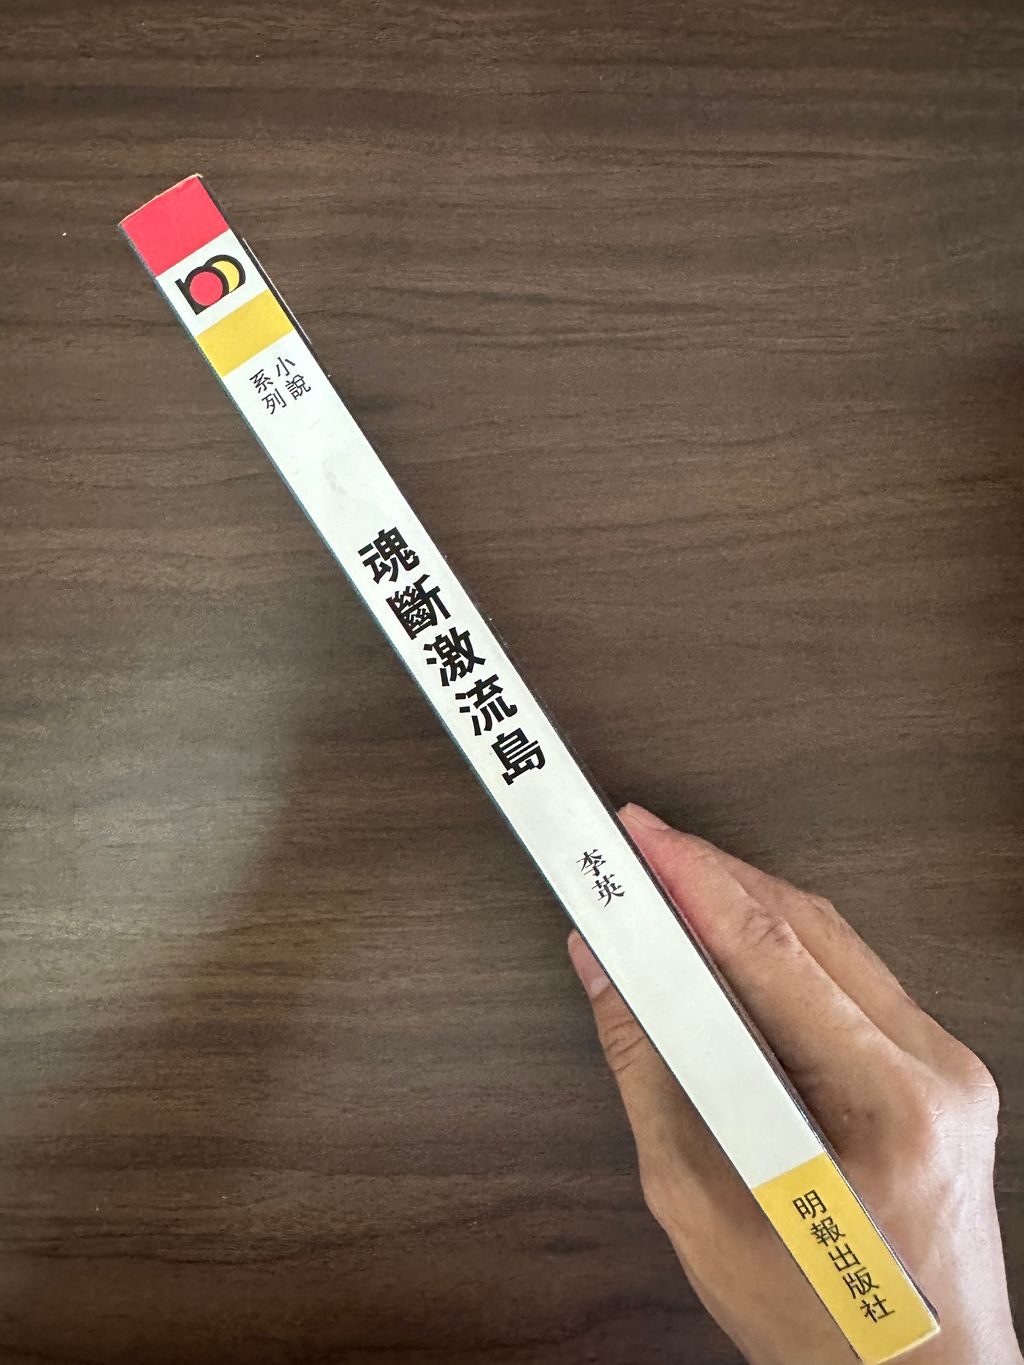 小說
系列
魂斷激流島
李英
明報出版社